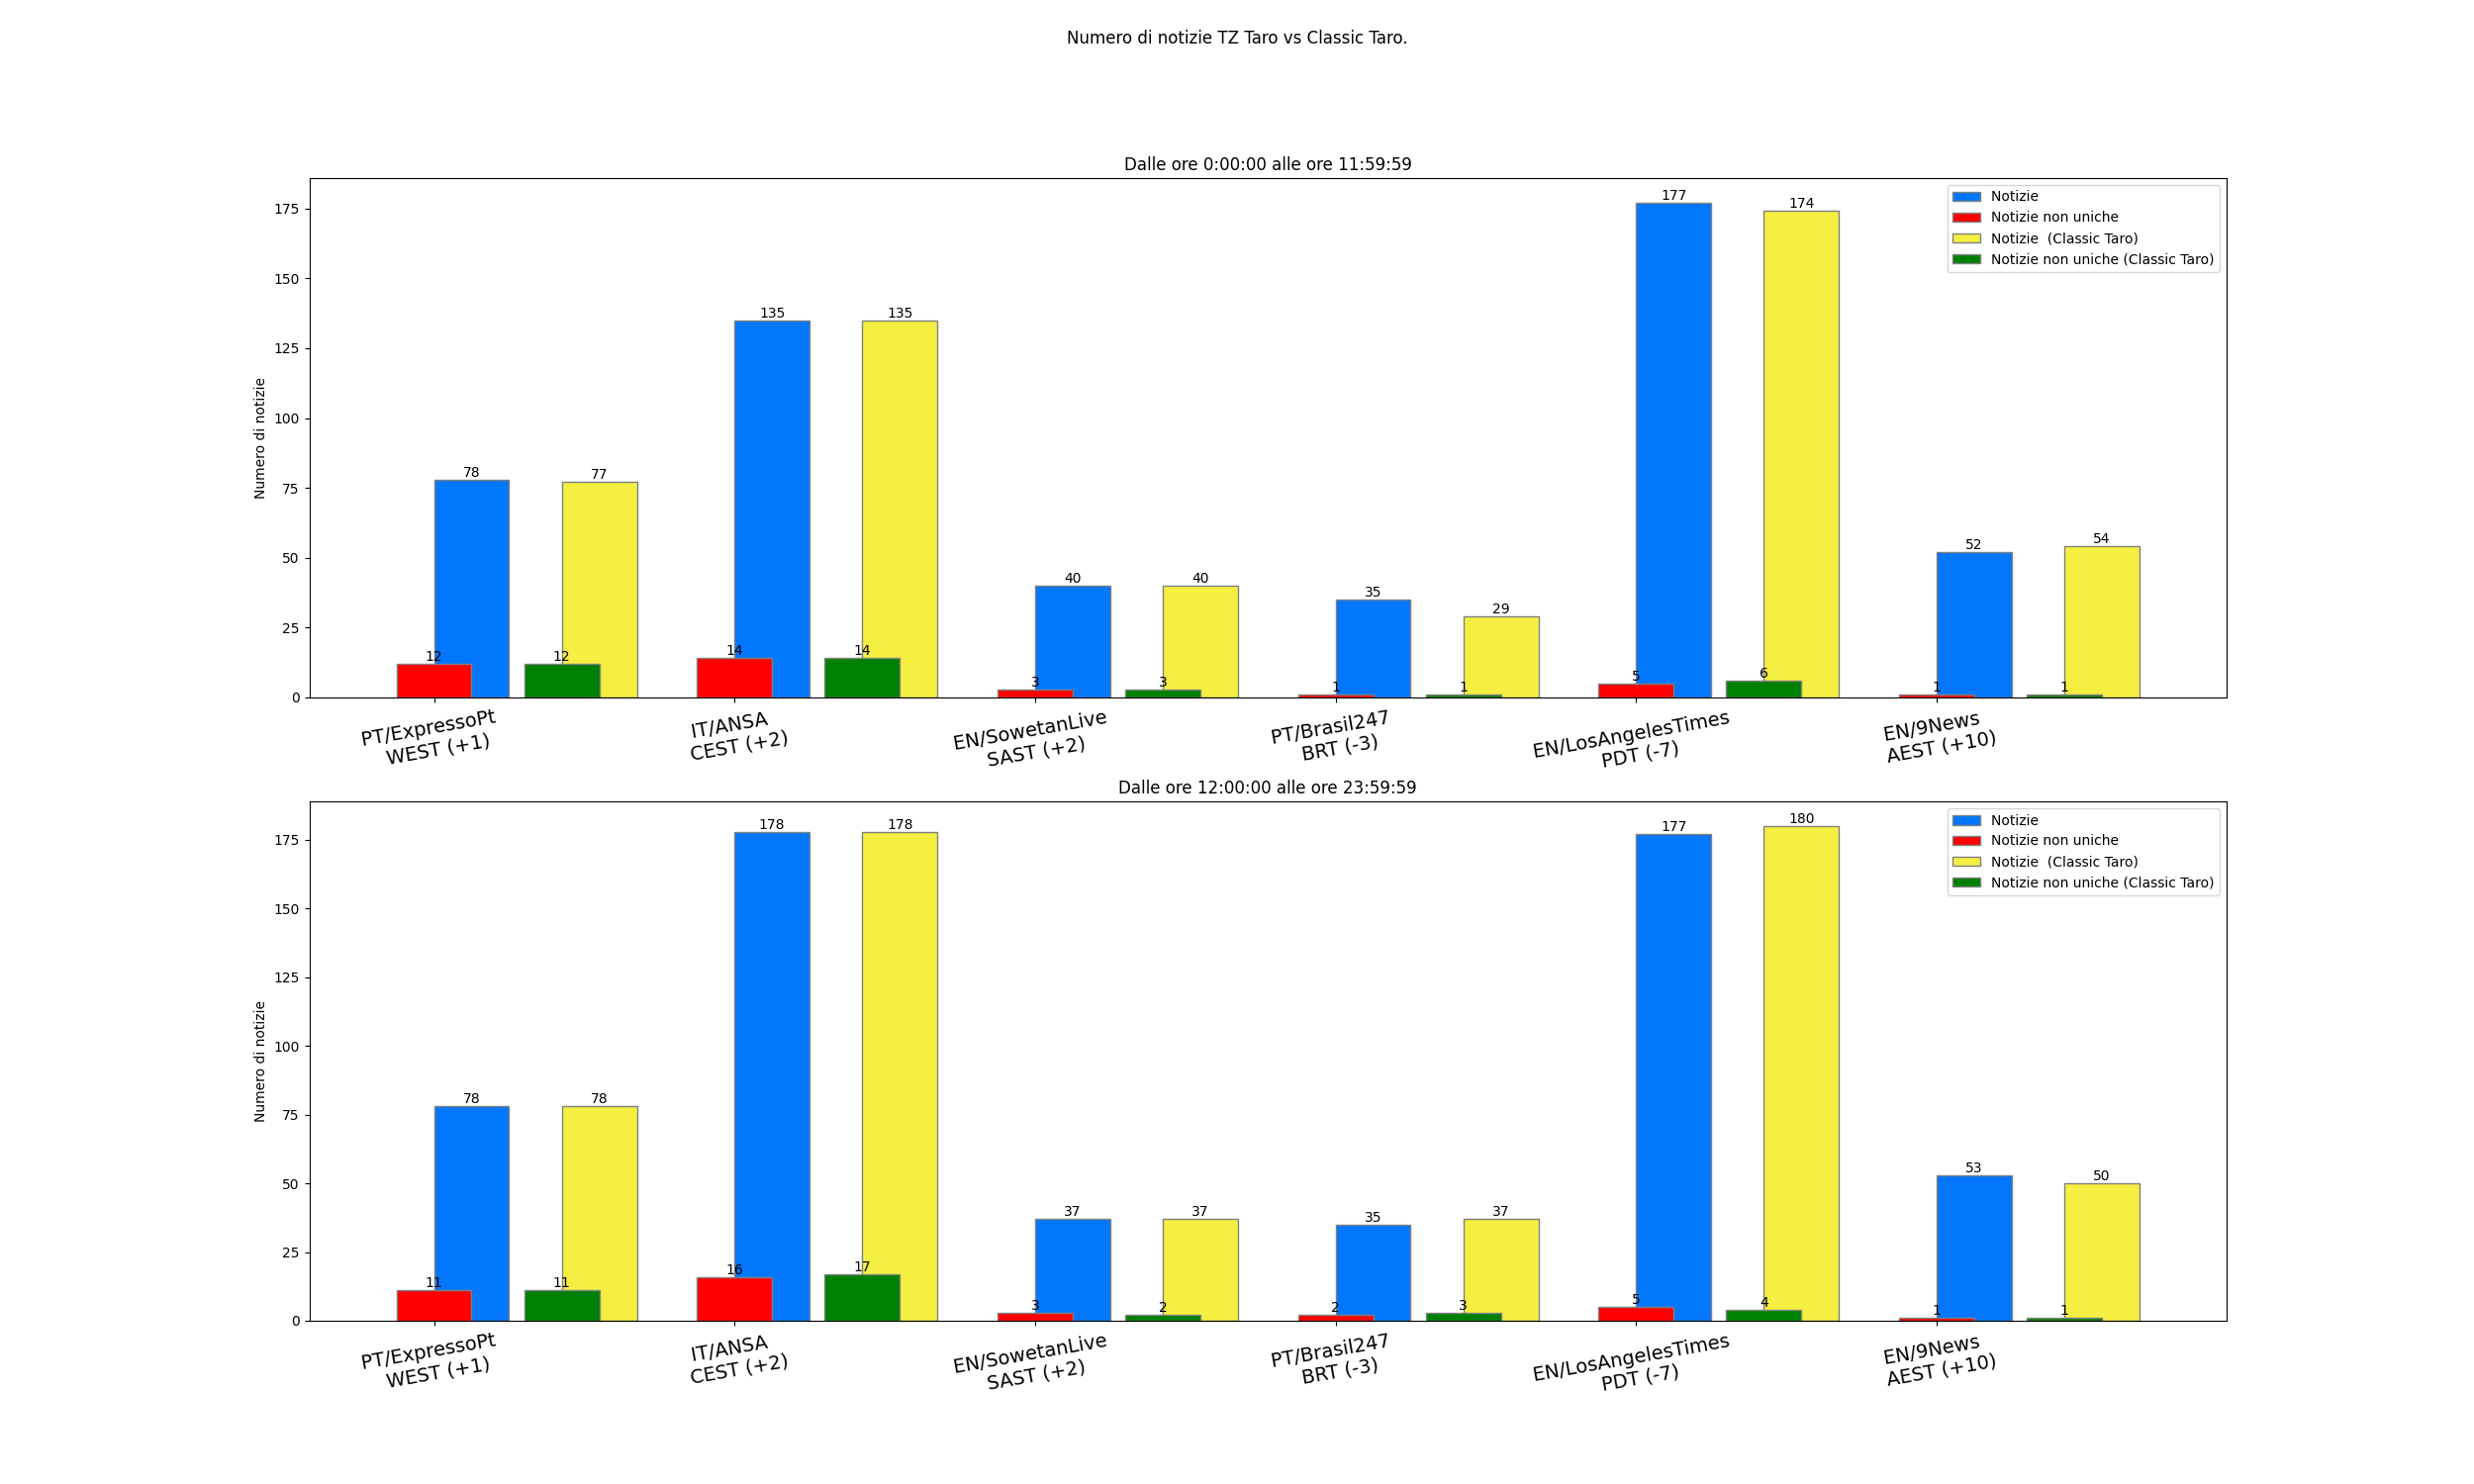 Numero di notizie TZ Taro vs Classic Taro.
Dalle ore 0:00:00 alle ore 11:59:59
Numero di notizie
175
150
125
100
75
50
25
0
Notizie
Notizie non uniche
Notizie  (Classic Taro)
Notizie non uniche (Classic Taro)
12
78
12
77
14
135
14
135
3
40
3
40
1
35
1
29
5
177
6
174
1
52
1
54
PT/ExpressoPt
WEST (+1)
IT/ANSA
CEST (+2)
EN/SowetanLive
SAST (+2)
PT/Brasil247
BRT (-3)
EN/LosAngelesTimes
PDT (-7)
EN/9News
AEST (+10)
Dalle ore 12:00:00 alle ore 23:59:59
Numero di notizie
175
150
125
100
75
50
25
0
Notizie
Notizie non uniche
Notizie  (Classic Taro)
Notizie non uniche (Classic Taro)
11
78
11
78
16
178
17
178
3
37
2
37
2
35
3
37
5
177
4
180
1
53
1
50
PT/ExpressoPt
WEST (+1)
IT/ANSA
CEST (+2)
EN/SowetanLive
SAST (+2)
PT/Brasil247
BRT (-3)
EN/LosAngelesTimes
PDT (-7)
EN/9News
AEST (+10)